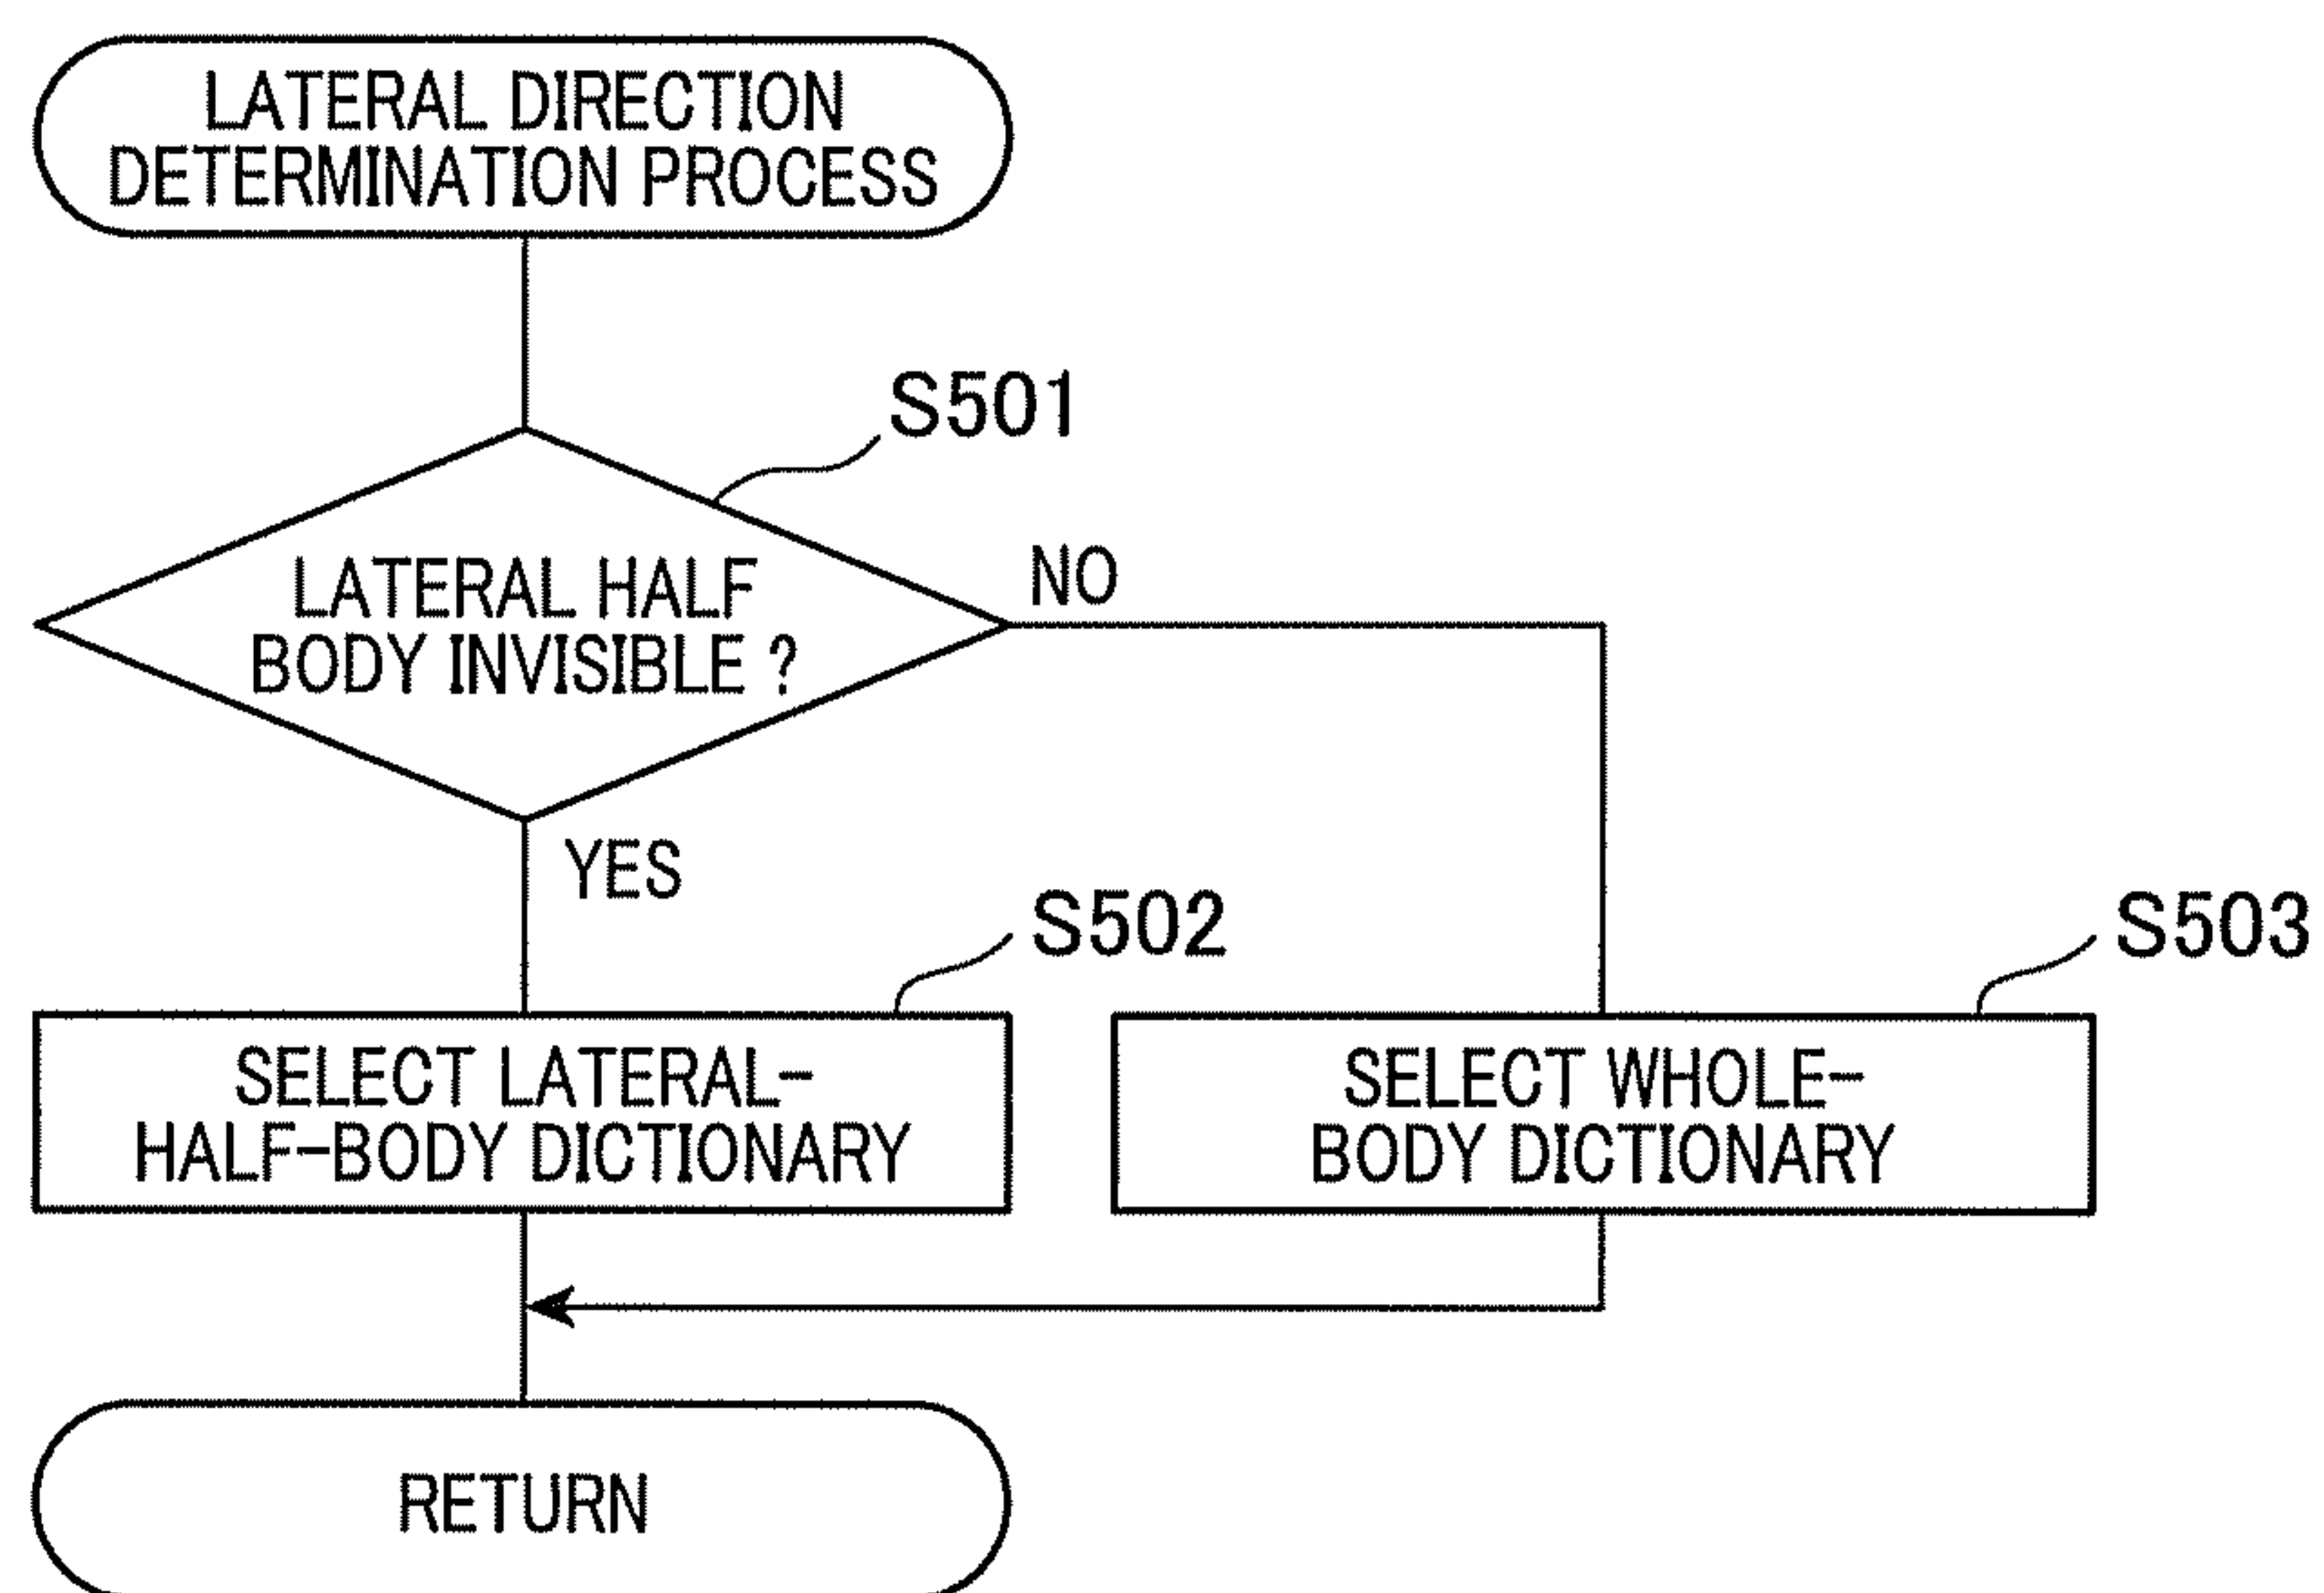 LATERAL DIRECTION
DETERMINATION PROCESS
S501
LATERAL HALF
BODY INVISIBLE ?
NO
YES
S502
SELECT LATERAL-
HALF-BODY DICTIONARY
S503
SELECT WHOLE-
BODY DICTIONARY
RETURN